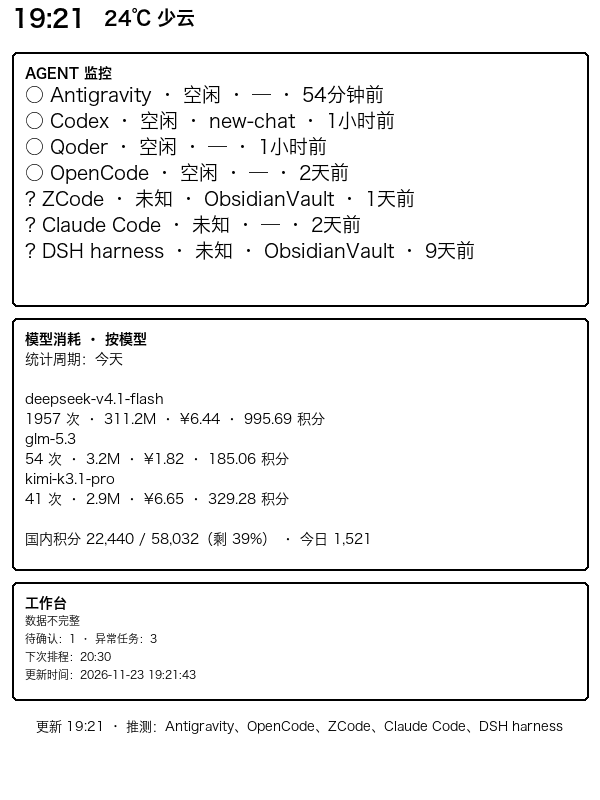 19:21 24°C 少云
AGENT 监控
○ Antigravity · 空闲 · — · 54分钟前
○ Codex · 空闲 · new-chat · 1小时前
○ Qoder · 空闲 · — · 1小时前
○ OpenCode · 空闲 · — · 2天前
? ZCode · 未知 · ObsidianVault · 1天前
? Claude Code · 未知 · — · 2天前
? DSH harness · 未知 · ObsidianVault · 9天前
模型消耗 · 按模型
统计周期：今天
deepseek-v4.1-flash
1957 次 · 311.2M · ¥6.44 · 995.69 积分
glm-5.3
54 次 · 3.2M · ¥1.82 · 185.06 积分
kimi-k3.1-pro
41 次 · 2.9M · ¥6.65 · 329.28 积分
国内积分 22,440 / 58,032（剩 39%） · 今日 1,521
工作台
数据不完整
待确认：1 · 异常任务：3
下次排程：20:30
更新时间：2026-11-23 19:21:43
更新 19:21 · 推测：Antigravity、OpenCode、ZCode、Claude Code、DSH harness